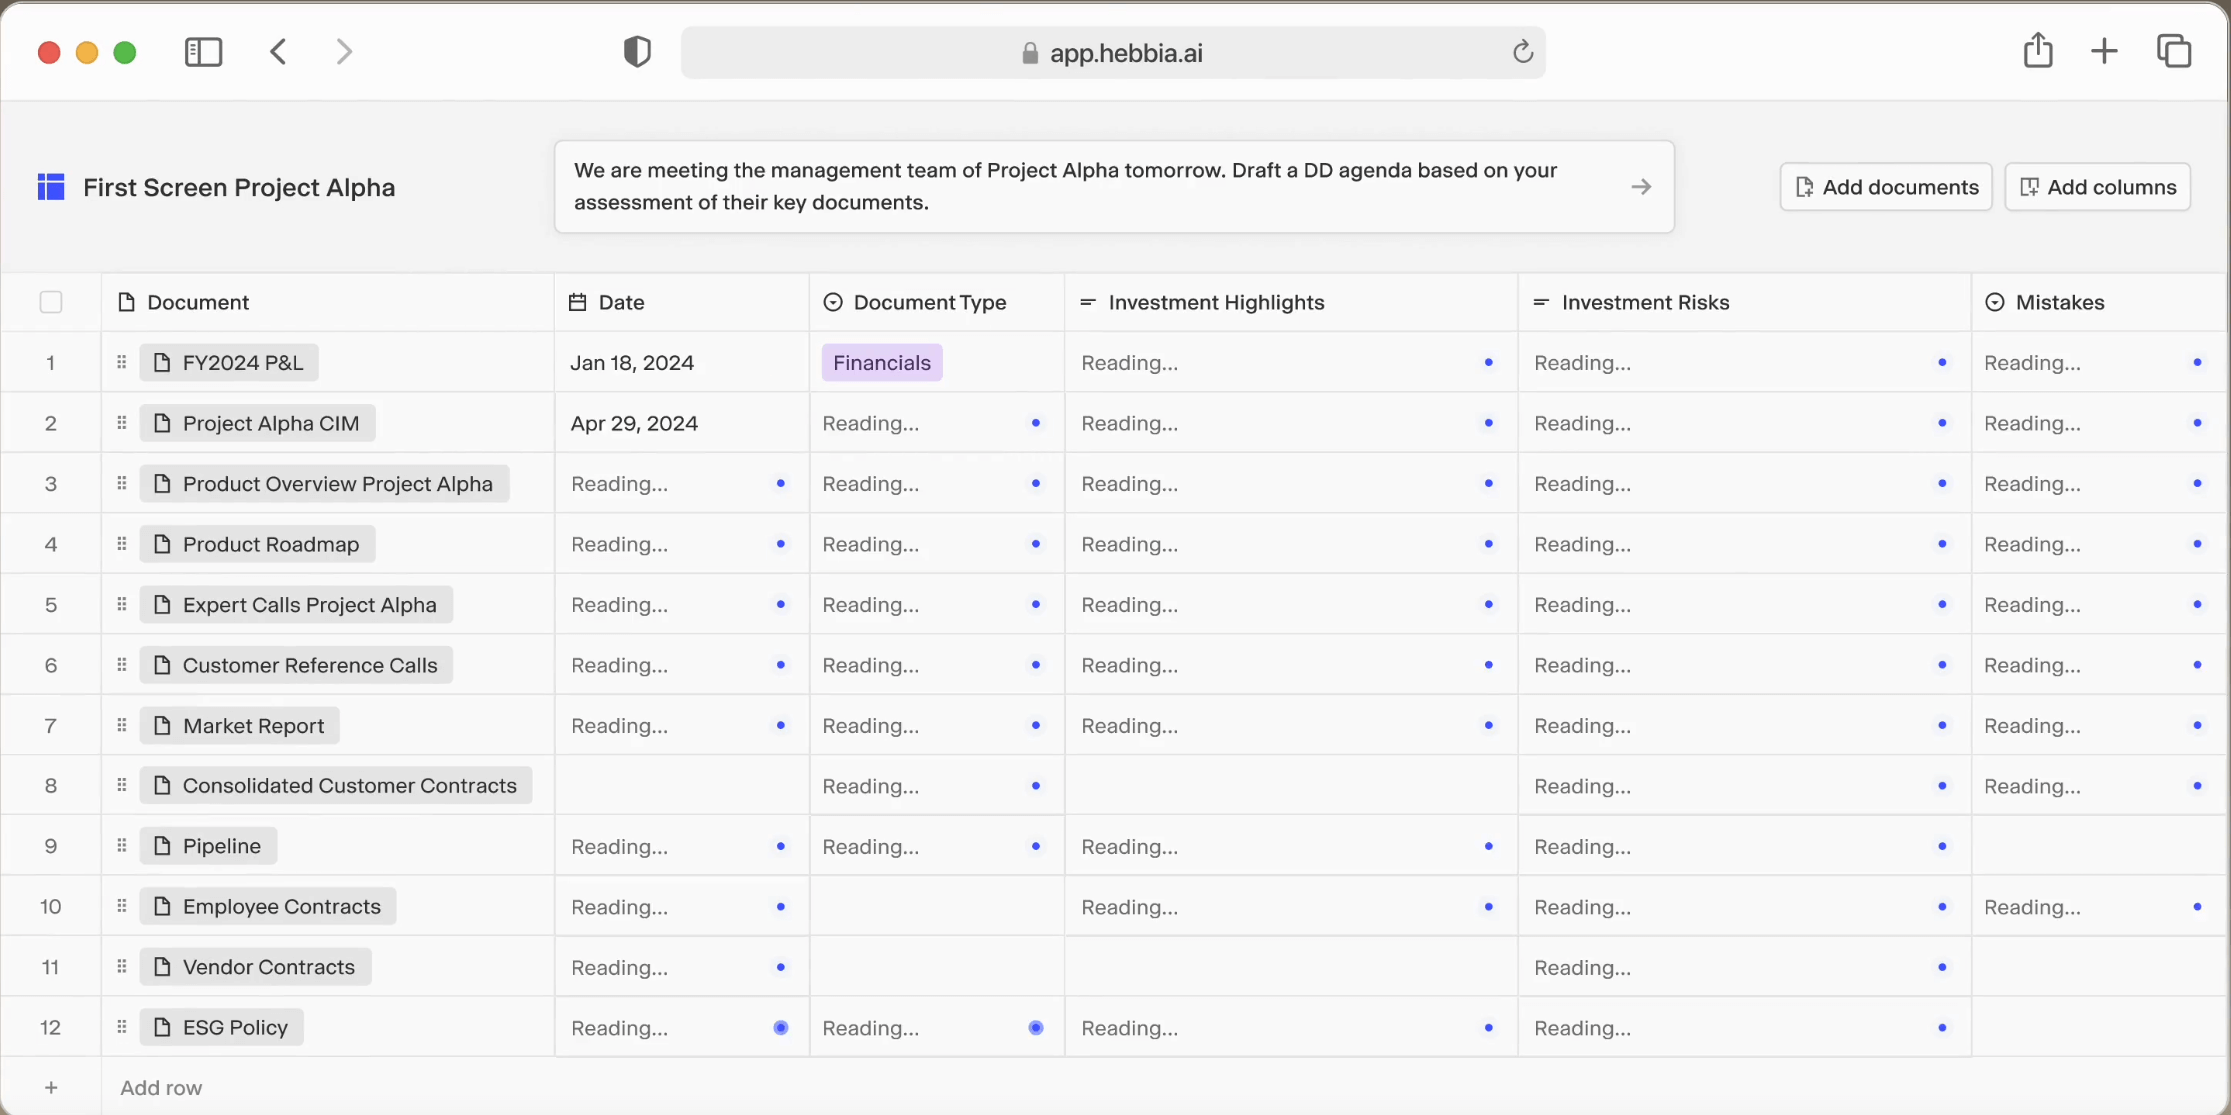 app.hebbia.ai
First Screen Project Alpha
We are meeting the management team of Project Alpha tomorrow. Draft a DD agenda based on your
assessment of their key documents.
Add documents
Add columns
Document Date Document Type Investment Highlights Investment Risks Mistakes
1 FY2024 P&L Jan 18, 2024 Financials Reading... Reading... Reading...
2 Project Alpha CIM Apr 29, 2024 Reading... Reading... Reading... Reading...
3 Product Overview Project Alpha Reading... Reading... Reading... Reading... Reading...
4 Product Roadmap Reading... Reading... Reading... Reading... Reading...
5 Expert Calls Project Alpha Reading... Reading... Reading... Reading... Reading...
6 Customer Reference Calls Reading... Reading... Reading... Reading... Reading...
7 Market Report Reading... Reading... Reading... Reading... Reading...
8 Consolidated Customer Contracts Reading... Reading... Reading...
9 Pipeline Reading... Reading... Reading... Reading...
10 Employee Contracts Reading... Reading... Reading... Reading...
11 Vendor Contracts Reading... Reading...
12 ESG Policy Reading... Reading... Reading... Reading...
+ Add row